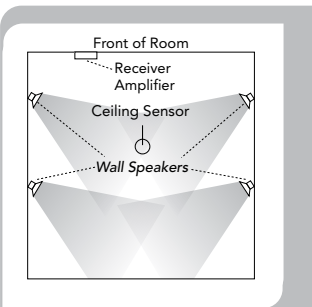 Front of Room
Receiver
Amplifier
Ceiling Sensor
Wall Speakers